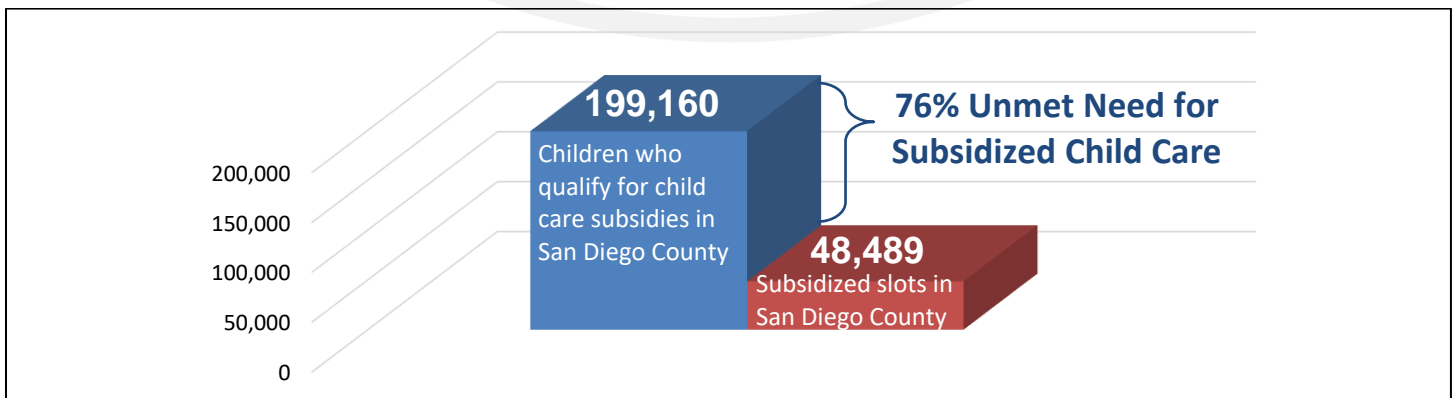 199,160
76% Unmet Need for
Subsidized Child Care
Children who
qualify for child
care subsidies in
San Diego County
200,000
150,000
100,000
50,000
0
48,489
Subsidized slots in
San Diego County